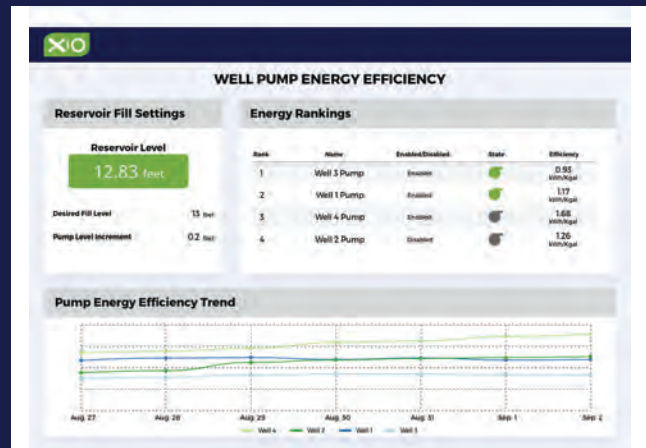 XiO
WELL PUMP ENERGY EFFICIENCY
Reservoir Fill Settings
Reservoir Level
12.83 feet
Desired Fill Level 13 feet
Pump Level Increment 0.2 feet
Energy Rankings
Rank Name Enabled/Disabled State Efficiency
1 Well 3 Pump Enabled 0.95 kWh/Kgal
2 Well 1 Pump Enabled 1.17 kWh/Kgal
3 Well 4 Pump Enabled 1.68 kWh/Kgal
4 Well 2 Pump Disabled 1.26 kWh/Kgal
Pump Energy Efficiency Trend
Aug 27 Aug 28 Aug 29 Aug 30 Aug 31 Sep 1 Sep 2
Well 4 Well 2 Well 1 Well 3